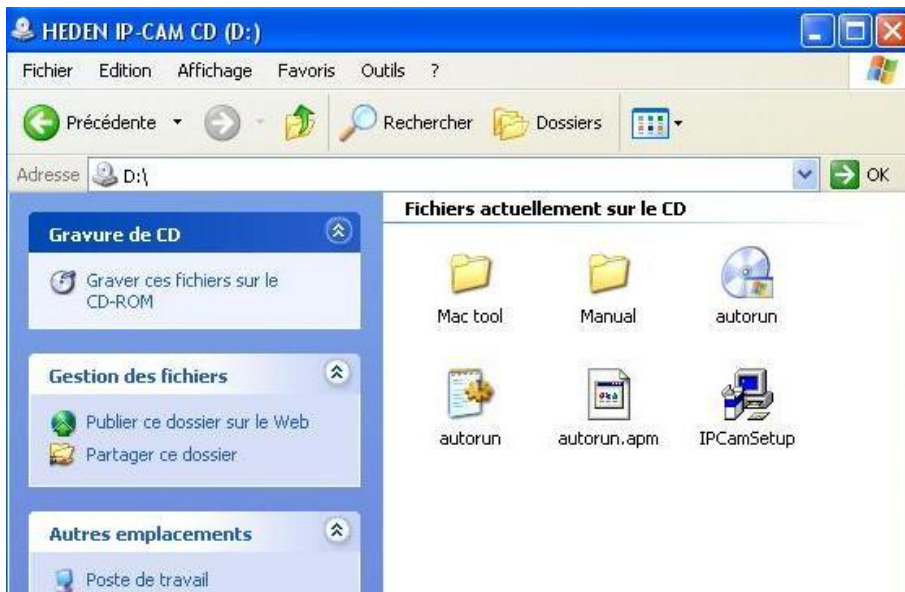 HEDEN IP-CAM CD (D:)
Fichier Edition Affichage Favoris Outils ?
Précédente Rechercher Dossiers
Adresse D:\ OK
Gravure de CD
Graver ces fichiers sur le
CD-ROM
Gestion des fichiers
Publier ce dossier sur le Web
Partager ce dossier
Autres emplacements
Poste de travail
Fichiers actuellement sur le CD
Mac tool Manual autorun
autorun autorun.apm IPCamSetup